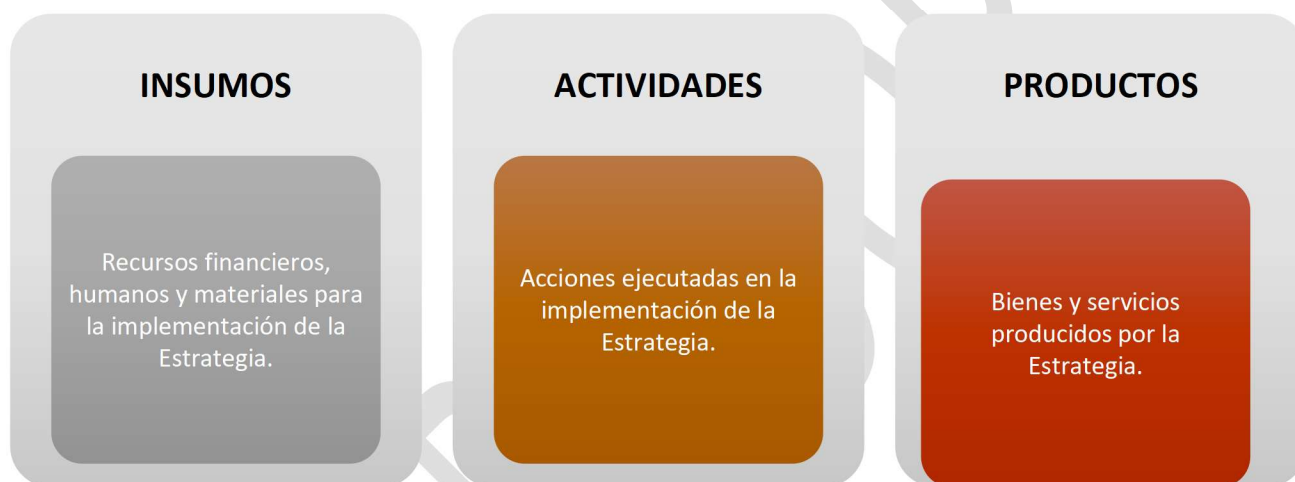 INSUMOS
Recursos financieros,
humanos y materiales para
la implementación de la
Estrategia.
ACTIVIDADES
Acciones ejecutadas en la
implementación de la
Estrategia.
PRODUCTOS
Bienes y servicios
producidos por la
Estrategia.